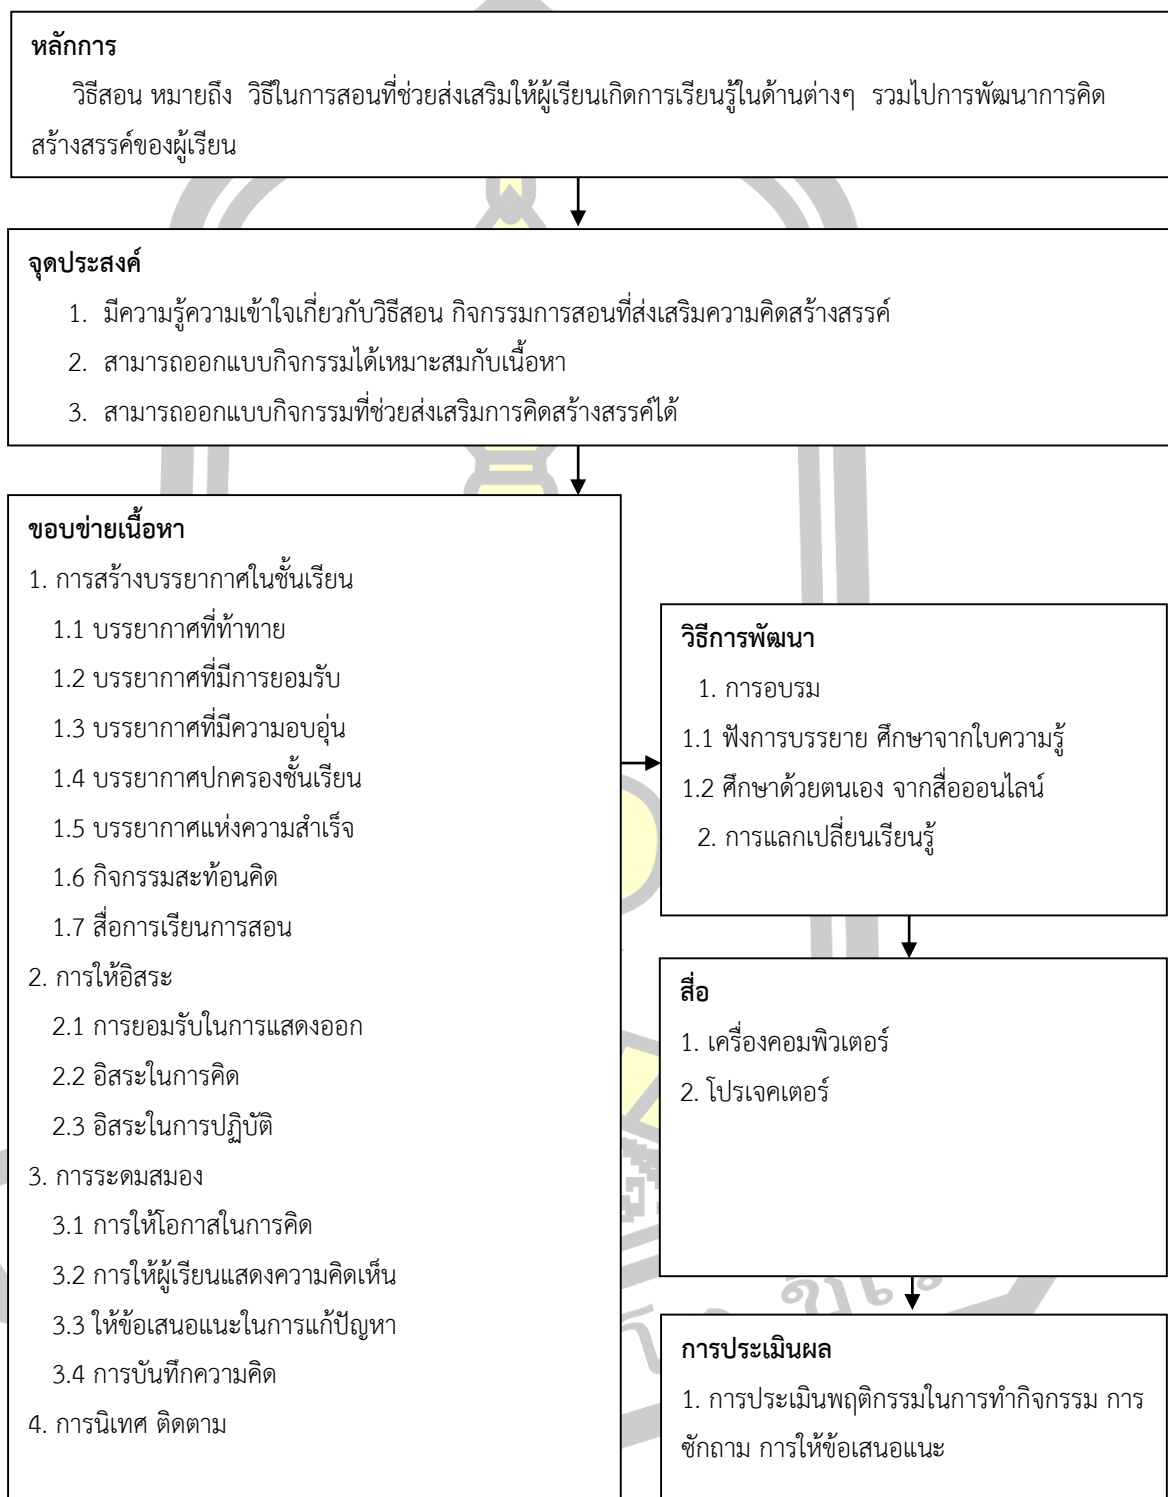 หลักการ
วิธีสอน หมายถึง วิธีในการสอนที่ช่วยส่งเสริมให้ผู้เรียนเกิดการเรียนรู้ในด้านต่างๆ รวมไปการพัฒนาการคิด
สร้างสรรค์ของผู้เรียน
จุดประสงค์
1. มีความรู้ความเข้าใจเกี่ยวกับวิธีสอน กิจกรรมการสอนที่ส่งเสริมความคิดสร้างสรรค์
2. สามารถออกแบบกิจกรรมได้เหมาะสมกับเนื้อหา
3. สามารถออกแบบกิจกรรมที่ช่วยส่งเสริมการคิดสร้างสรรค์ได้
ขอบข่ายเนื้อหา
1. การสร้างบรรยากาศในชั้นเรียน
1.1 บรรยากาศที่ท้าทาย
1.2 บรรยากาศที่มีการยอมรับ
1.3 บรรยากาศที่มีความอบอุ่น
1.4 บรรยากาศปกครองชั้นเรียน
1.5 บรรยากาศแห่งความสำเร็จ
1.6 กิจกรรมสะท้อนคิด
1.7 สื่อการเรียนการสอน
2. การให้อิสระ
2.1 การยอมรับในการแสดงออก
2.2 อิสระในการคิด
2.3 อิสระในการปฏิบัติ
3. การระดมสมอง
3.1 การให้โอกาสในการคิด
3.2 การให้ผู้เรียนแสดงความคิดเห็น
3.3 ให้ข้อเสนอแนะในการแก้ปัญหา
3.4 การบันทึกความคิด
4. การนิเทศ ติดตาม
วิธีการพัฒนา
1. การอบรม
1.1 ฟังการบรรยาย ศึกษาจากใบความรู้
1.2 ศึกษาด้วยตนเอง จากสื่อออนไลน์
2. การแลกเปลี่ยนเรียนรู้
สื่อ
1. เครื่องคอมพิวเตอร์
2. โปรเจคเตอร์
การประเมินผล
1. การประเมินพฤติกรรมในการทำกิจกรรม การ
ซักถาม การให้ข้อเสนอแนะ